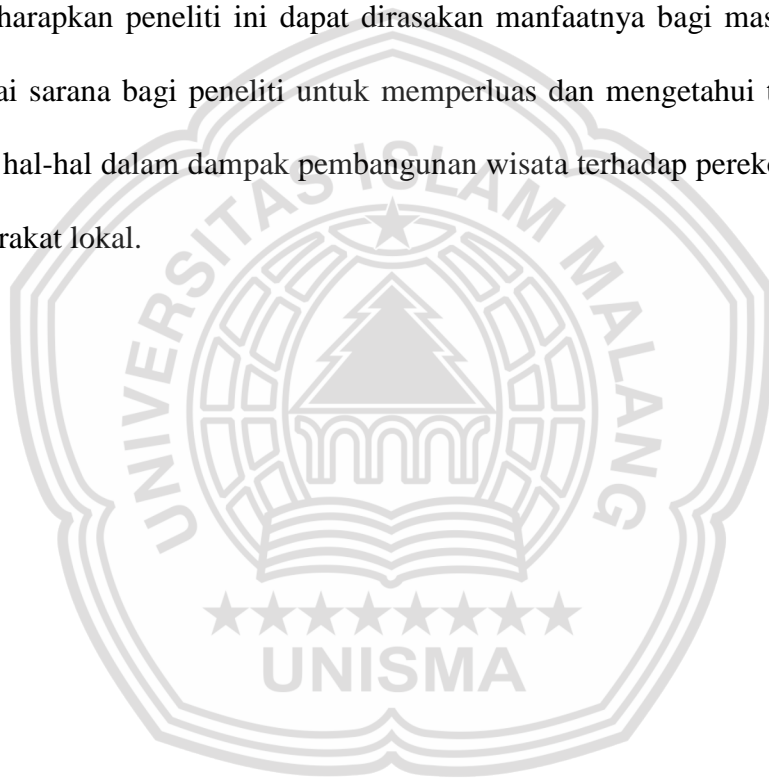 harapkan peneliti ini dapat dirasakan manfaatnya bagi mas
ai sarana bagi peneliti untuk memperluas dan mengetahui t
hal-hal dalam dampak pembangunan wisata terhadap pereko
rakat lokal.
UNIVERSITAS ISLAM MALANG
UNISMA